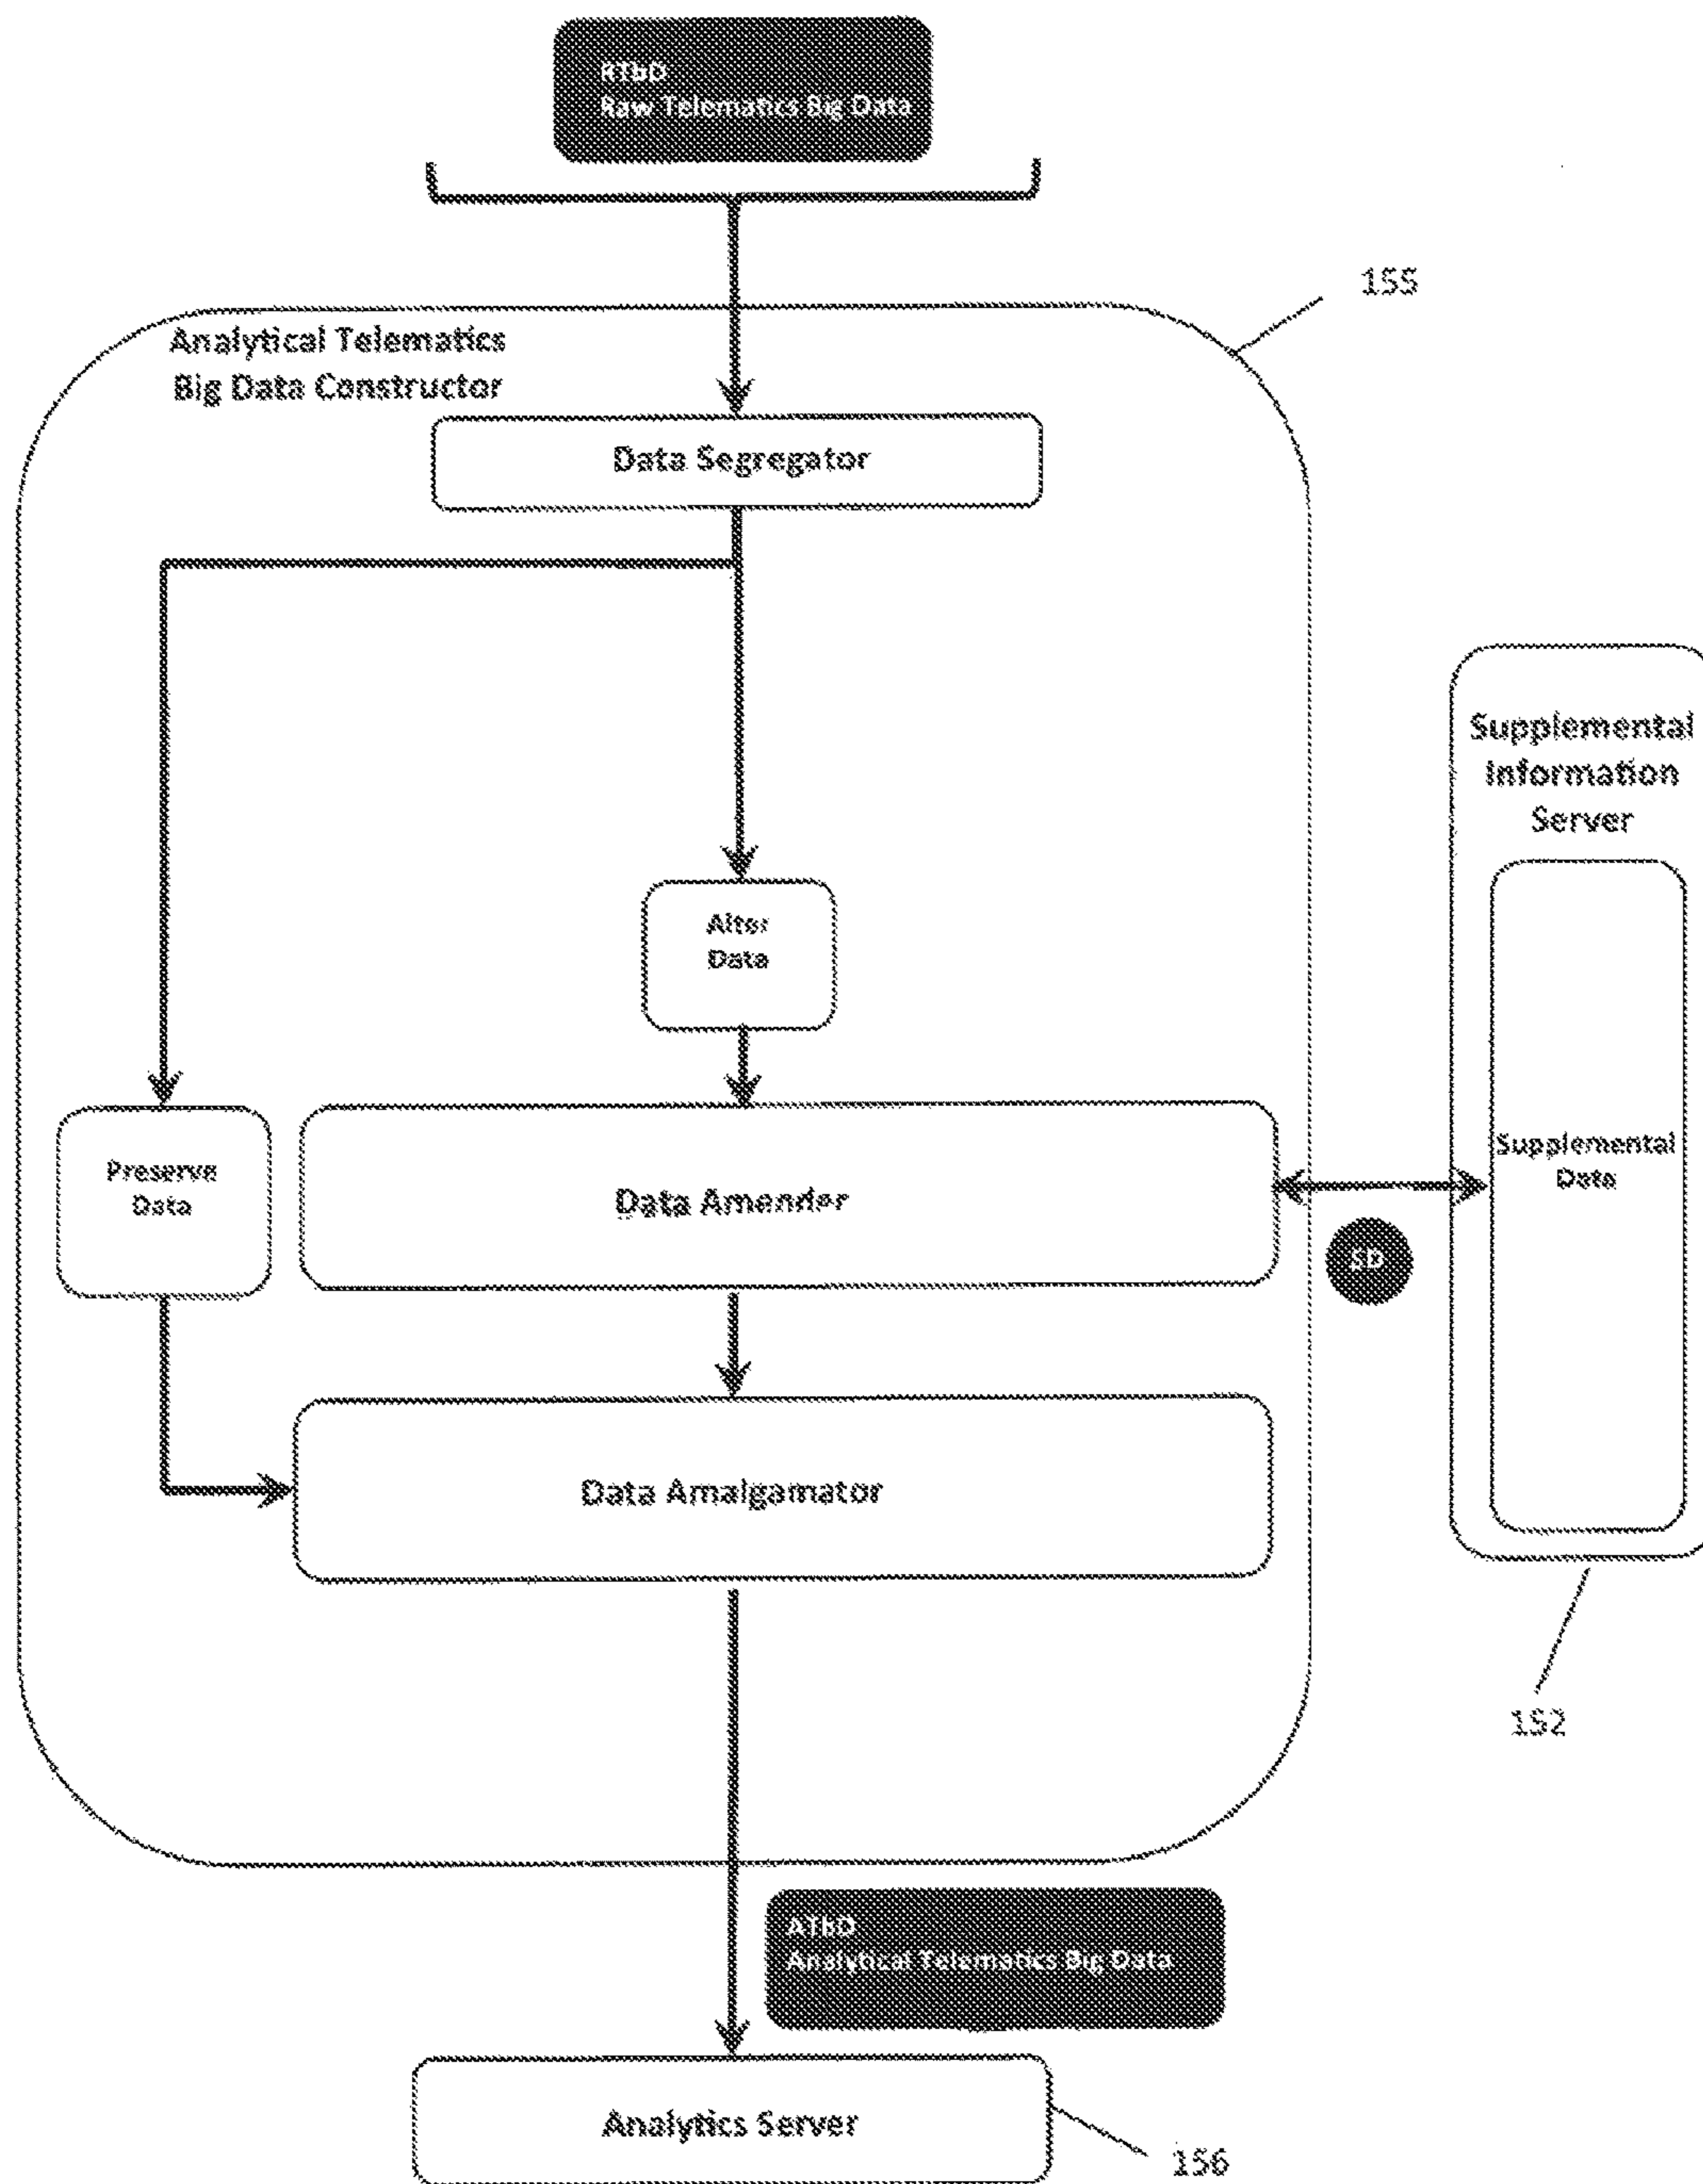 RTbD
Raw Telematics Big Data
155
Analytical Telematics
Big Data Constructor
Data Segregator
Supplemental
Information
Server
Alter
Data
Preserve
Data
Data Amender
Supplemental
Data
SD
Data Amalgamator
152
ATbD
Analytical Telematics Big Data
Analytics Server
156